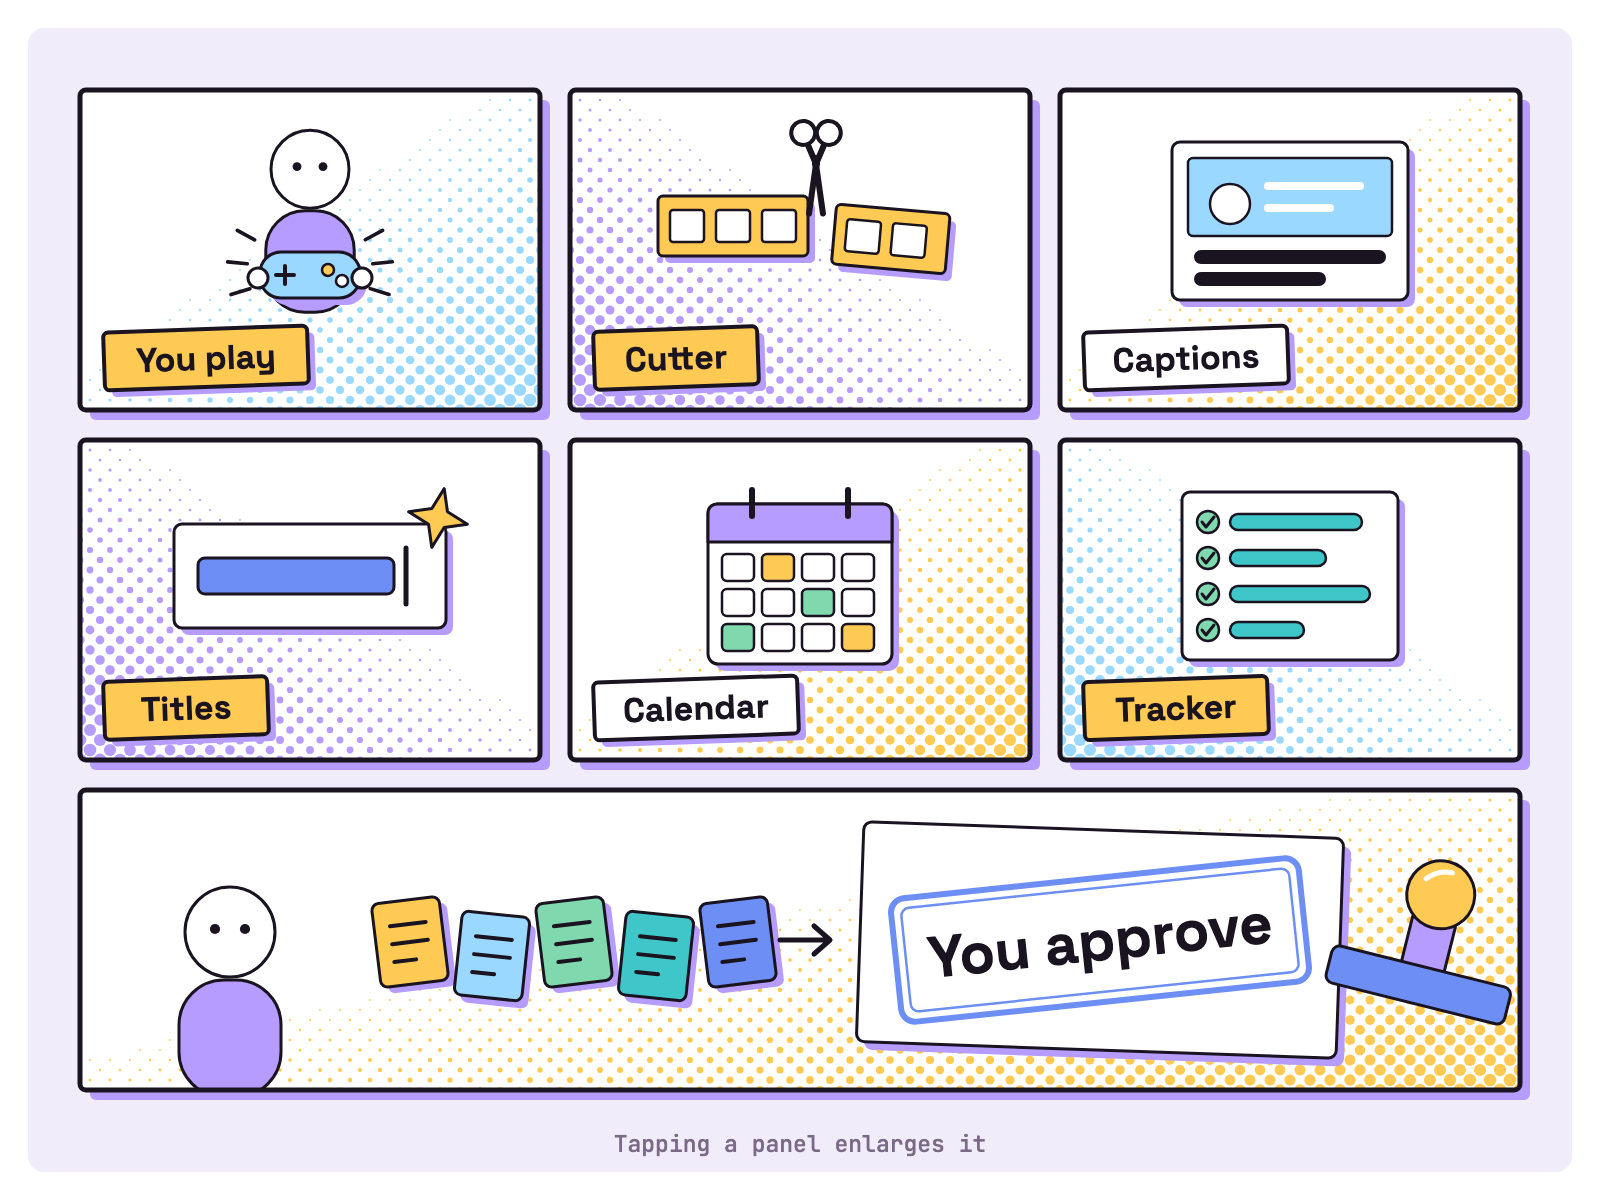 You play
Cutter
Captions
Titles
Calendar
Tracker
You approve
Tapping a panel enlarges it